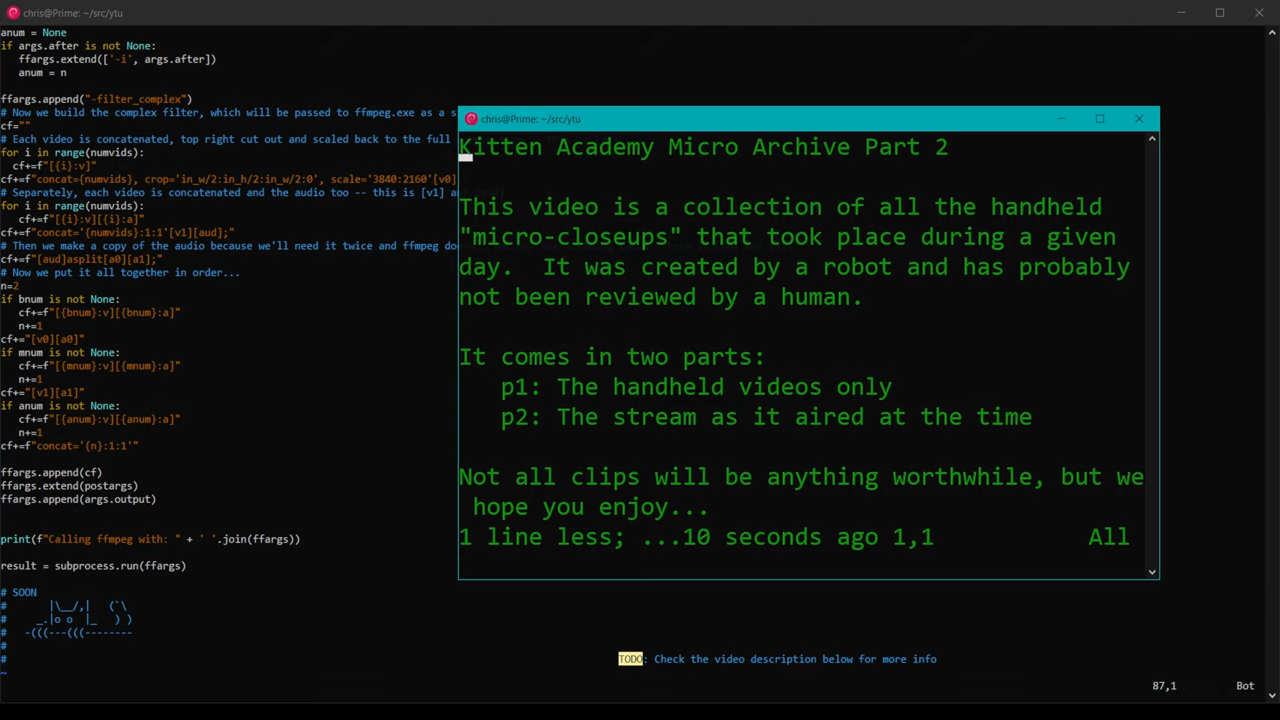 chris@Prime: ~/src/ytu
anum = None
if args.after is not None:
ffargs.extend(['-i', args.after])
anum = n
ffargs.append("-filter_complex")
# Now we build the complex filter, which will be passed to ffmpeg.exe as a s
cf=""
# Each video is concatenated, top right cut out and scaled back to the full
for i in range(numvids):
cf+=f"[{i}:v]"
cf+=f"concat={numvids}, crop='in_w/2:in_h/2:in_w/2:0', scale='3840:2160'[v0]
# Separately, each video is concatenated and the audio too -- this is [v1] a
for i in range(numvids):
cf+=f"[{i}:v][{i}:a]"
cf+=f"concat='{numvids}:1:1'[v1][aud];"
# Then we make a copy of the audio because we'll need it twice and ffmpeg do
cf+=f"[aud]asplit[a0][a1];"
# Now we put it all together in order...
n=2
if bnum is not None:
cf+=f"[{bnum}:v][{bnum}:a]"
n+=1
cf+="[v0][a0]"
if mnum is not None:
cf+=f"[{mnum}:v][{mnum}:a]"
n+=1
cf+="[v1][a1]"
if anum is not None:
cf+=f"[{anum}:v][{anum}:a]"
n+=1
cf+=f"concat='{n}:1:1'"
ffargs.append(cf)
ffargs.extend(postargs)
ffargs.append(args.output)
print(f"Calling ffmpeg with: " + ' '.join(ffargs))
result = subprocess.run(ffargs)
# SOON
#     |\__/,|   (`\
#   _.|o o  |_   ) )
#  -(((---(((--------
#
#
~
chris@Prime: ~/src/ytu
Kitten Academy Micro Archive Part 2
This video is a collection of all the handheld
"micro-closeups" that took place during a given
day.  It was created by a robot and has probably
not been reviewed by a human.
It comes in two parts:
p1: The handheld videos only
p2: The stream as it aired at the time
Not all clips will be anything worthwhile, but we
hope you enjoy...
1 line less; ...10 seconds ago 1,1 All
TODO: Check the video description below for more info
87,1 Bot